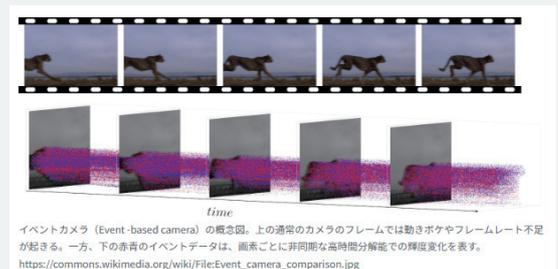 time
イベントカメラ（Event -based camera）の概念図。上の通常のカメラのフレームでは動きボケやフレームレート不足
が起きる。一方、下の赤青のイベントデータは、画素ごとに非同期な高時間分解能での輝度変化を表す。
https://commons.wikimedia.org/wiki/File:Event_camera_comparison.jpg